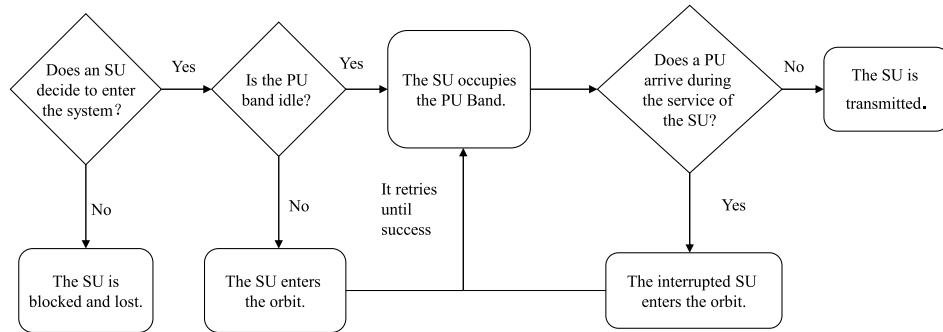 Does an SU
decide to enter
the system?
Yes
Is the PU
band idle?
Yes
The SU occupies
the PU Band.
Does a PU
arrive during
the service of
the SU?
No
The SU is
transmitted.
No
No
It retries
until
success
Yes
The SU is
blocked and lost.
The SU enters
the orbit.
The interrupted SU
enters the orbit.